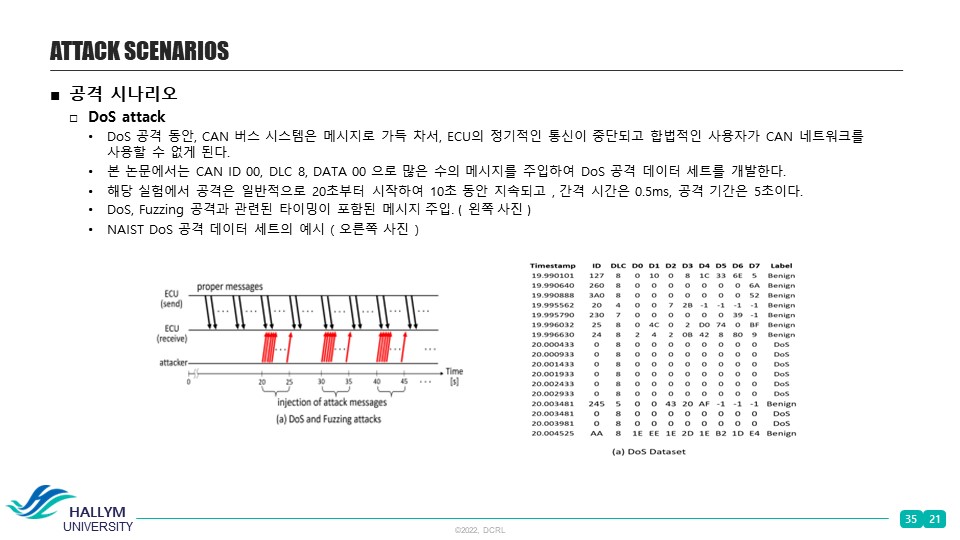 ATTACK SCENARIOS
■ 공격 시나리오
□ DoS attack
• DoS 공격 동안, CAN 버스 시스템은 메시지로 가득 차서, ECU의 정기적인 통신이 중단되고 합법적인 사용자가 CAN 네트워크를
사용할 수 없게 된다.
• 본 논문에서는 CAN ID 00, DLC 8, DATA 00 으로 많은 수의 메시지를 주입하여 DoS 공격 데이터 세트를 개발한다.
• 해당 실험에서 공격은 일반적으로 20초부터 시작하여 10초 동안 지속되고 , 간격 시간은 0.5ms, 공격 기간은 5초이다.
• DoS, Fuzzing 공격과 관련된 타이밍이 포함된 메시지 주입. ( 왼쪽 사진 )
• NAIST DoS 공격 데이터 세트의 예시 ( 오른쪽 사진 )
ECU
(send)
proper messages
... ... ... ...
ECU
(receive)
... ... ...
attacker
Time
[s]
0 20 25 30 35 40 45 ...
injection of attack messages
(a) DoS and Fuzzing attacks
Timestamp ID DLC D0 D1 D2 D3 D4 D5 D6 D7 Label
19.990101 127 8 0 10 0 8 1C 33 6E 5 Benign
19.990640 260 8 0 0 0 0 0 0 0 6A Benign
19.990888 3A0 8 0 0 0 0 0 0 0 52 Benign
19.995562 20 4 0 0 7 2B -1 -1 -1 -1 Benign
19.995790 230 7 0 0 0 0 0 0 39 -1 Benign
19.996032 25 8 0 4C 0 2 D0 74 0 BF Benign
19.996630 24 8 2 4 2 0B 42 8 80 9 Benign
20.000433 0 8 0 0 0 0 0 0 0 0 DoS
20.000933 0 8 0 0 0 0 0 0 0 0 DoS
20.001433 0 8 0 0 0 0 0 0 0 0 DoS
20.001933 0 8 0 0 0 0 0 0 0 0 DoS
20.002433 0 8 0 0 0 0 0 0 0 0 DoS
20.002933 0 8 0 0 0 0 0 0 0 0 DoS
20.003481 245 5 0 0 43 20 AF -1 -1 -1 Benign
20.003481 0 8 0 0 0 0 0 0 0 0 DoS
20.003981 0 8 0 0 0 0 0 0 0 0 DoS
20.004525 AA 8 1E EE 1E 2D 1E B2 1D E4 Benign
(a) DoS Dataset
HALLYM
UNIVERSITY
©2022, DCRL
35 21